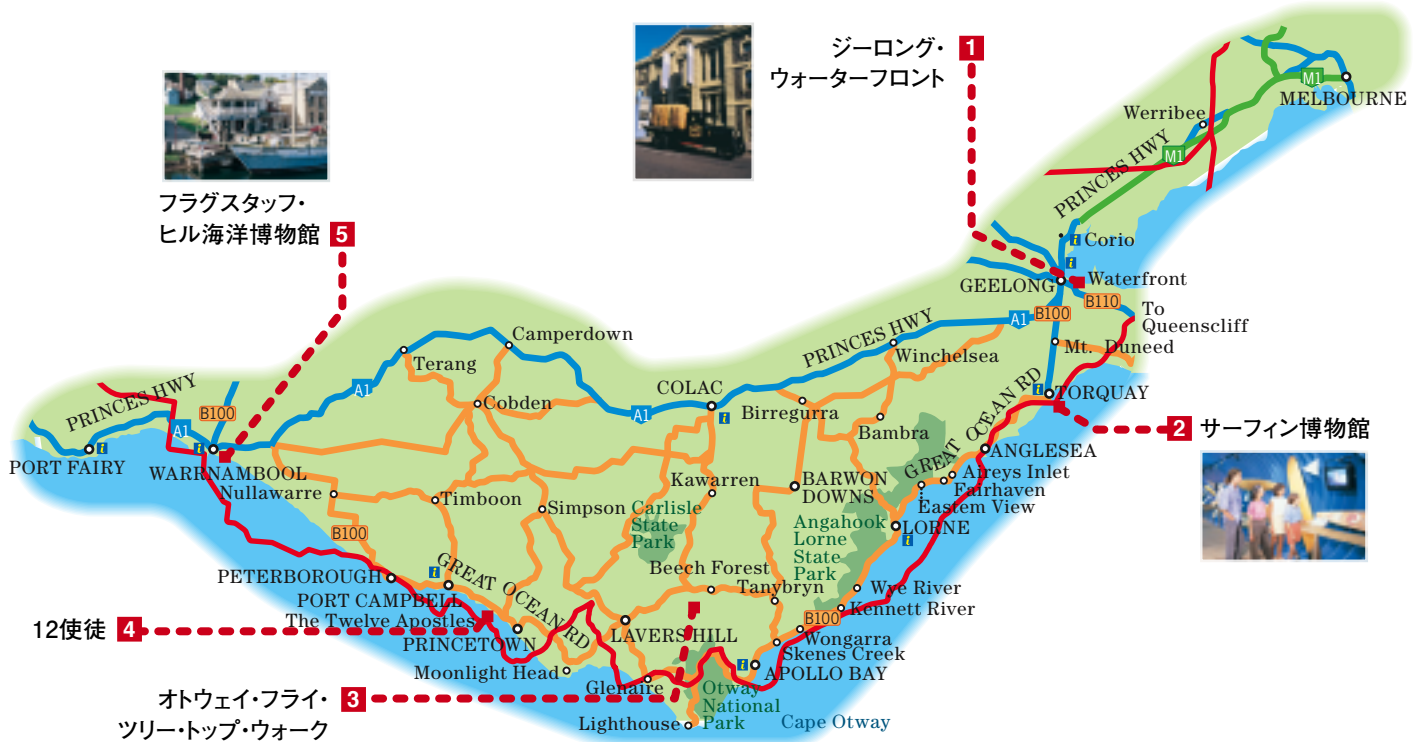 ジーロング・ 1
ウォーターフロント
M1
MELBOURNE
Werribee
M1
PRINCES HWY
フラグスタッフ・
ヒル海洋博物館 5
i Corio
i
GEELONG
Waterfront
B110
To
Queenscliff
A1
B100
PRINCES HWY
Mt. Duneed
Camperdown
Terang
Winchelsea
PRINCES HWY
A1
COLAC
i
A1
i TORQUAY
Cobden
Birregurra
GREAT OCEAN RD
B100
A1
Bambra
2 サーフィン博物館
i
PORT FAIRY
i
WARRNAMBOOL
ANGLESEA
Aireys Inlet
Fairhaven
Eastem View
Nullawarre
Timboon
Simpson
Kawarren
BARWON
DOWNS
Carlisle
State
Park
Angahook
Lorne
State
Park
LORNE
i
B100
PETERBOROUGH
i
PORT CAMPBELL
GREAT OCEAN RD
Beech Forest
Tanybryn
Wye River
Kennett River
B100
The Twelve Apostles
12使徒 4
PRINCETOWN
LAVERS HILL
Wongarra
Skenes Creek
i APOLLO BAY
Moonlight Head
Glenaire
オトウェイ・フライ・ 3
ツリー・トップ・ウォーク
Otway
National
Park
Lighthouse
Cape Otway